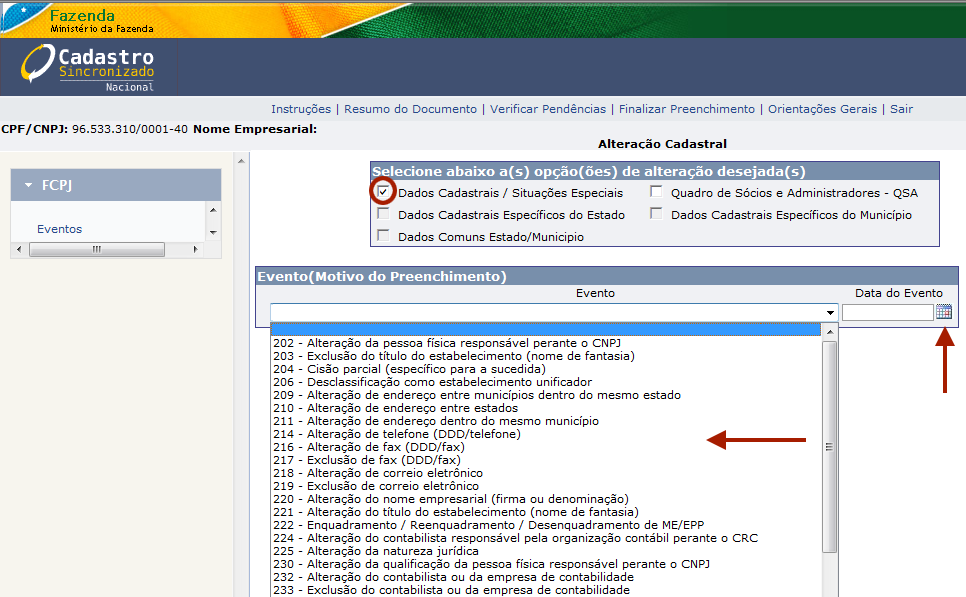 Fazenda
Ministério da Fazenda
Cadastro
Sincronizado
Nacional
Instruções | Resumo do Documento | Verificar Pendências | Finalizar Preenchimento | Orientações Gerais | Sair
CPF/CNPJ: 96.533.310/0001-40 Nome Empresarial:
Alteração Cadastral
FCPJ
Eventos
Selecione abaixo a(s) opção(ões) de alteração desejada(s)
Dados Cadastrais / Situações Especiais
Quadro de Sócios e Administradores - QSA
Dados Cadastrais Específicos do Estado
Dados Cadastrais Específicos do Município
Dados Comuns Estado/Municipio
Evento(Motivo do Preenchimento)
Evento
Data do Evento
202 - Alteração da pessoa física responsável perante o CNPJ
203 - Exclusão do título do estabelecimento (nome de fantasia)
204 - Cisão parcial (específico para a sucedida)
206 - Desclassificação como estabelecimento unificador
209 - Alteração de endereço entre municípios dentro do mesmo estado
210 - Alteração de endereço entre estados
211 - Alteração de endereço dentro do mesmo município
214 - Alteração de telefone (DDD/telefone)
216 - Alteração de fax (DDD/fax)
217 - Exclusão de fax (DDD/fax)
218 - Alteração de correio eletrônico
219 - Exclusão de correio eletrônico
220 - Alteração do nome empresarial (firma ou denominação)
221 - Alteração do título do estabelecimento (nome de fantasia)
222 - Enquadramento / Reenquadramento / Desenquadramento de ME/EPP
224 - Alteração do contabilista responsável pela organização contábil perante o CRC
225 - Alteração da natureza jurídica
230 - Alteração da qualificação da pessoa física responsável perante o CNPJ
232 - Alteração do contabilista ou da empresa de contabilidade
233 - Exclusão do contabilista ou da empresa de contabilidade